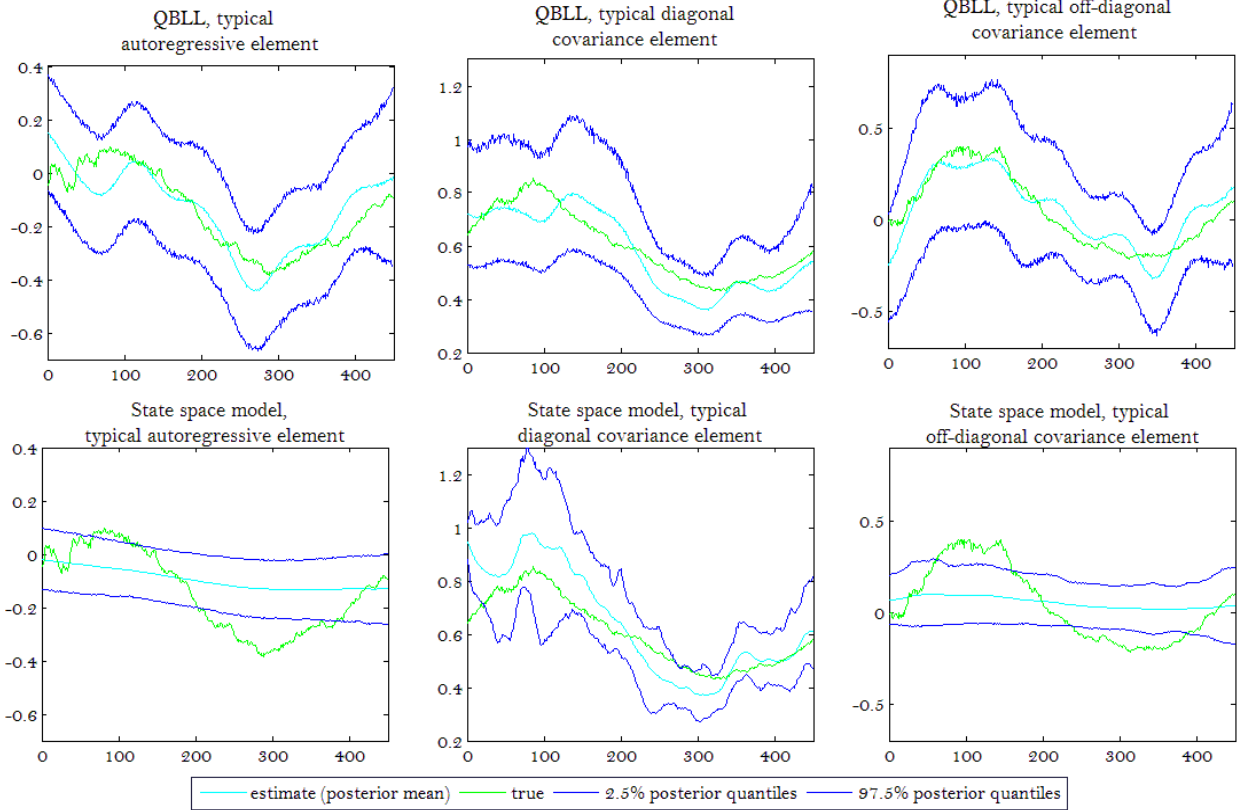 QBLL, typical
autoregressive element
QBLL, typical diagonal
covariance element
QBLL, typical off-diagonal
covariance element
0.4
0.2
0
-0.2
-0.4
-0.6
0 100 200 300 400
1.2
1
0.8
0.6
0.4
0.2
0 100 200 300 400
0.5
0
-0.5
0 100 200 300 400
State space model,
typical autoregressive element
State space model, typical
diagonal covariance element
State space model, typical
off-diagonal covariance element
0.4
0.2
0
-0.2
-0.4
-0.6
0 100 200 300 400
1.2
1
0.8
0.6
0.4
0.2
0 100 200 300 400
0.5
0
-0.5
0 100 200 300 400
estimate (posterior mean) true 2.5% posterior quantiles 97.5% posterior quantiles